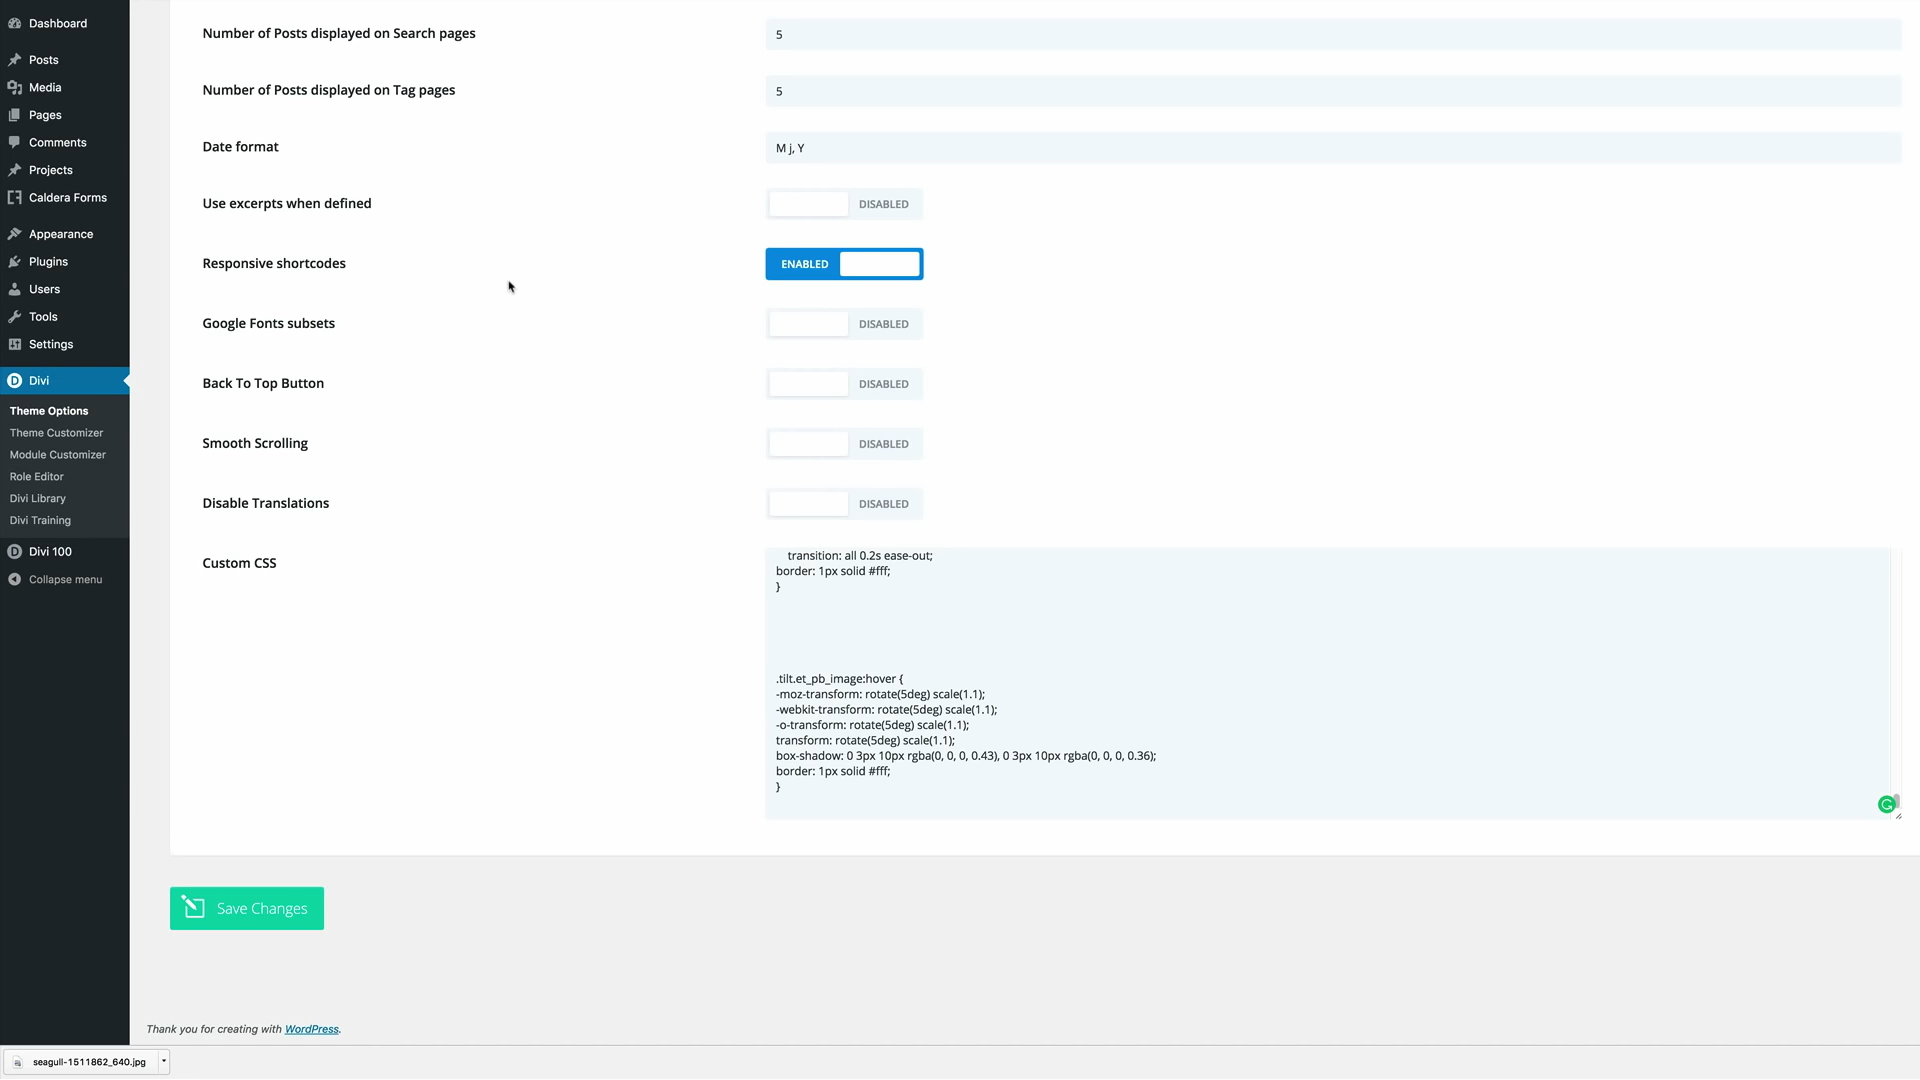 Dashboard
Posts
Media
Pages
Comments
Projects
Caldera Forms
Appearance
Plugins
Users
Tools
Settings
Divi
Theme Options
Theme Customizer
Module Customizer
Role Editor
Divi Library
Divi Training
Divi 100
Collapse menu
Number of Posts displayed on Search pages
5
Number of Posts displayed on Tag pages
5
Date format
M j, Y
Use excerpts when defined
DISABLED
Responsive shortcodes
ENABLED
Google Fonts subsets
DISABLED
Back To Top Button
DISABLED
Smooth Scrolling
DISABLED
Disable Translations
DISABLED
Custom CSS
transition: all 0.2s ease-out;
border: 1px solid #fff;
}
.tilt.et_pb_image:hover {
-moz-transform: rotate(5deg) scale(1.1);
-webkit-transform: rotate(5deg) scale(1.1);
-o-transform: rotate(5deg) scale(1.1);
transform: rotate(5deg) scale(1.1);
box-shadow: 0 3px 10px rgba(0, 0, 0, 0.43), 0 3px 10px rgba(0, 0, 0, 0.36);
border: 1px solid #fff;
}
Save Changes
Thank you for creating with WordPress.
seagull-1511862_640.jpg